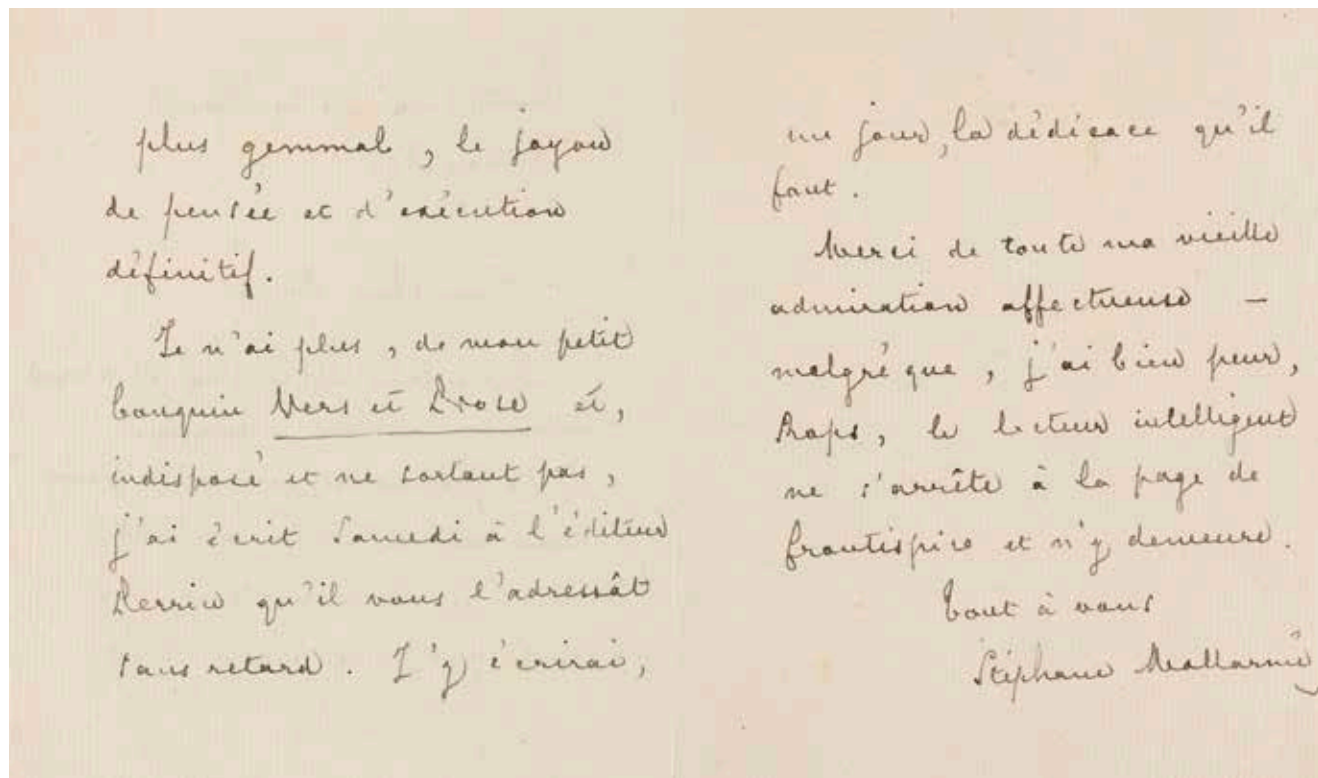 plus gemmal, le joyau
de pensée et d'exécution
définitif.
Je n'ai plus, de mon petit
bouquin Vers et Prose et,
indisposé et ne sortant pas,
j'ai écrit Samedi à l'éditeur
Perrin qu'il vous l'adressât
sans retard. J'y écrirai,
un jour, la dédicace qu'il
faut.
Merci de toute ma vieille
admiration affectueuse —
malgré que, j'ai bien peur,
Rops, le lecteur intelligent
ne s'arrête à la page de
frontispice et n'y demeure.
Tout à vous
Stéphane Mallarmé